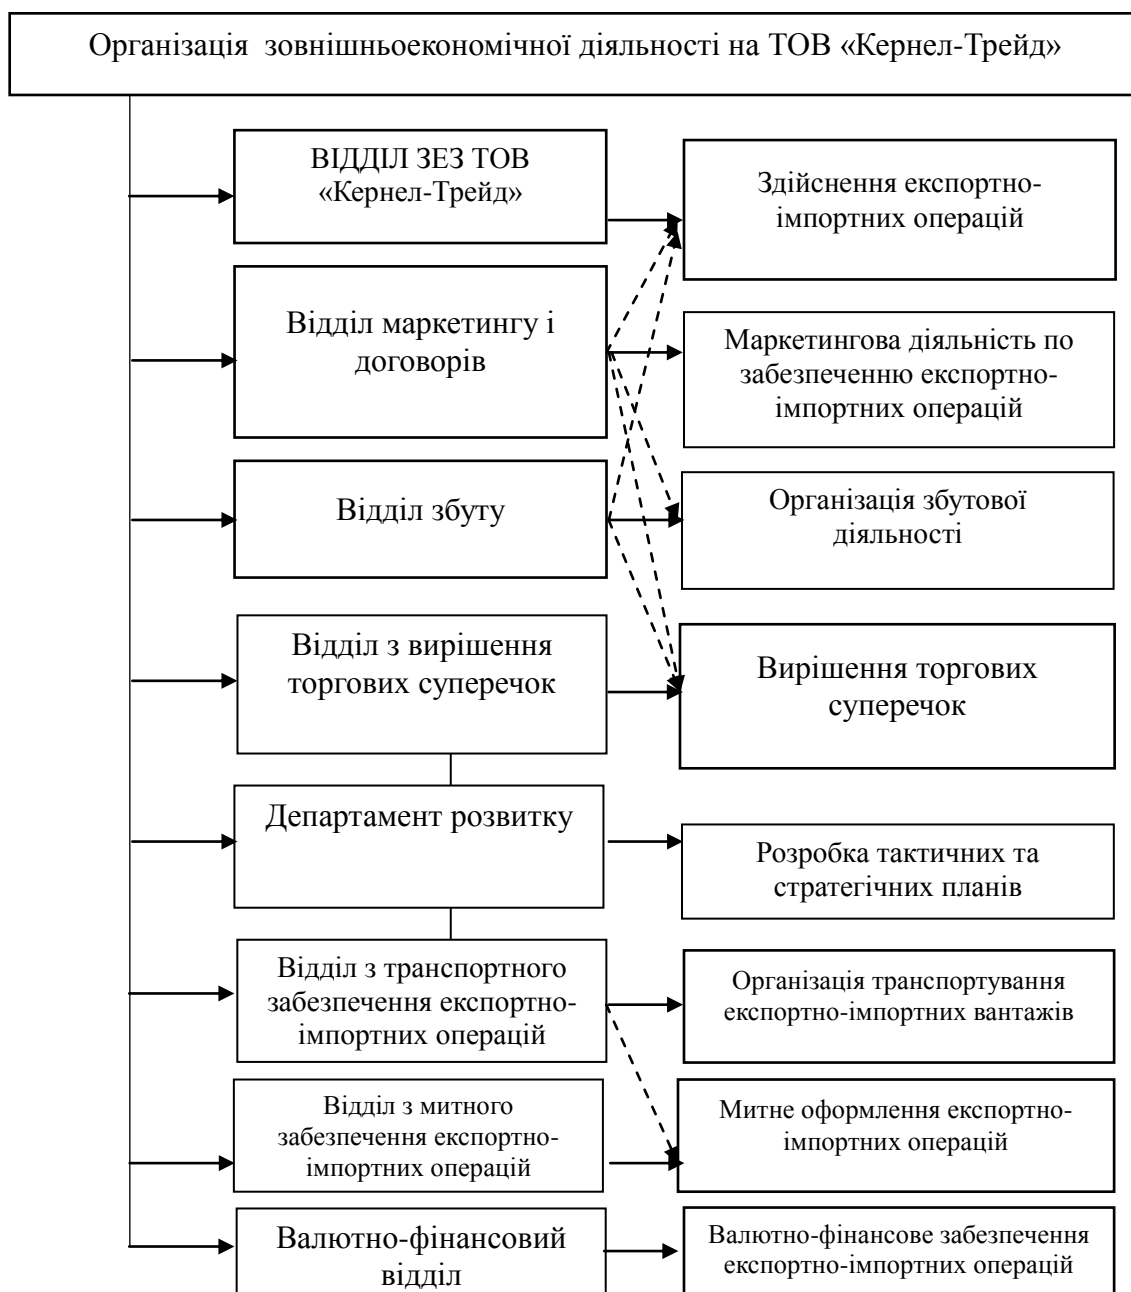 Організація зовнішньоекономічної діяльності на ТОВ «Кернел-Трейд»
ВІДДІЛ ЗЕЗ ТОВ
«Кернел-Трейд»
Здійснення експортно-
імпортних операцій
Відділ маркетингу і
договорів
Маркетингова діяльність по
забезпеченню експортно-
імпортних операцій
Відділ збуту
Організація збутової
діяльності
Відділ з вирішення
торгових суперечок
Вирішення торгових
суперечок
Департамент розвитку
Розробка тактичних та
стратегічних планів
Відділ з транспортного
забезпечення експортно-
імпортних операцій
Організація транспортування
експортно-імпортних вантажів
Відділ з митного
забезпечення експортно-
імпортних операцій
Митне оформлення експортно-
імпортних операцій
Валютно-фінансовий
відділ
Валютно-фінансове забезпечення
експортно-імпортних операцій